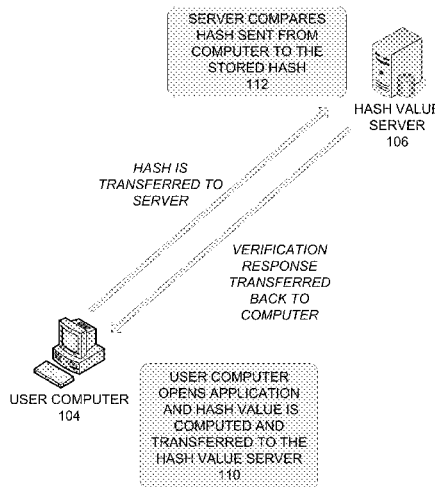 SERVER COMPARES
HASH SENT FROM
COMPUTER TO THE
STORED HASH
112
HASH VALUE
SERVER
106
HASH IS
TRANSFERRED TO
SERVER
VERIFICATION
RESPONSE
TRANSFERRED
BACK TO
COMPUTER
USER COMPUTER
104
USER COMPUTER
OPENS APPLICATION
AND HASH VALUE IS
COMPUTED AND
TRANSFERRED TO THE
HASH VALUE SERVER
110